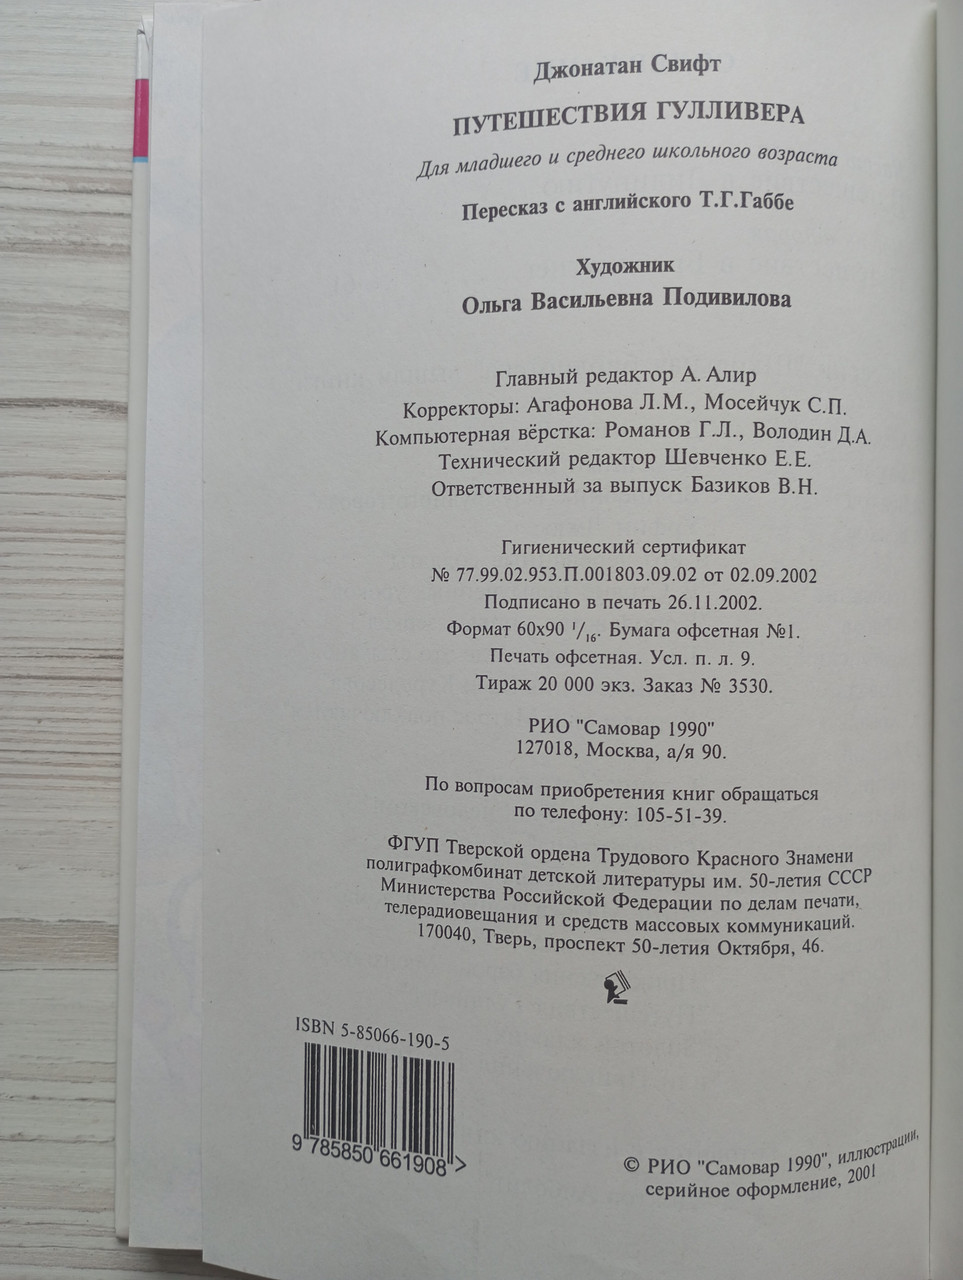 Джонатан Свифт
ПУТЕШЕСТВИЯ ГУЛЛИВЕРА
Для младшего и среднего школьного возраста
Пересказ с английского Т.Г.Габбе
Художник
Ольга Васильевна Подивилова
Главный редактор А. Алир
Корректоры: Агафонова Л.М., Мосейчук С.П.
Компьютерная вёрстка: Романов Г.Л., Володин Д.А.
Технический редактор Шевченко Е.Е.
Ответственный за выпуск Базиков В.Н.
Гигиенический сертификат
№ 77.99.02.953.П.001803.09.02 от 02.09.2002
Подписано в печать 26.11.2002.
Формат 60х90 1/16. Бумага офсетная №1.
Печать офсетная. Усл. п. л. 9.
Тираж 20 000 экз. Заказ № 3530.
РИО "Самовар 1990"
127018, Москва, а/я 90.
По вопросам приобретения книг обращаться
по телефону: 105-51-39.
ФГУП Тверской ордена Трудового Красного Знамени
полиграфкомбинат детской литературы им. 50-летия СССР
Министерства Российской Федерации по делам печати,
телерадиовещания и средств массовых коммуникаций.
170040, Тверь, проспект 50-летия Октября, 46.
ISBN 5-85066-190-5
9 785850 661908 >
© РИО "Самовар 1990", иллюстрации,
серийное оформление, 2001